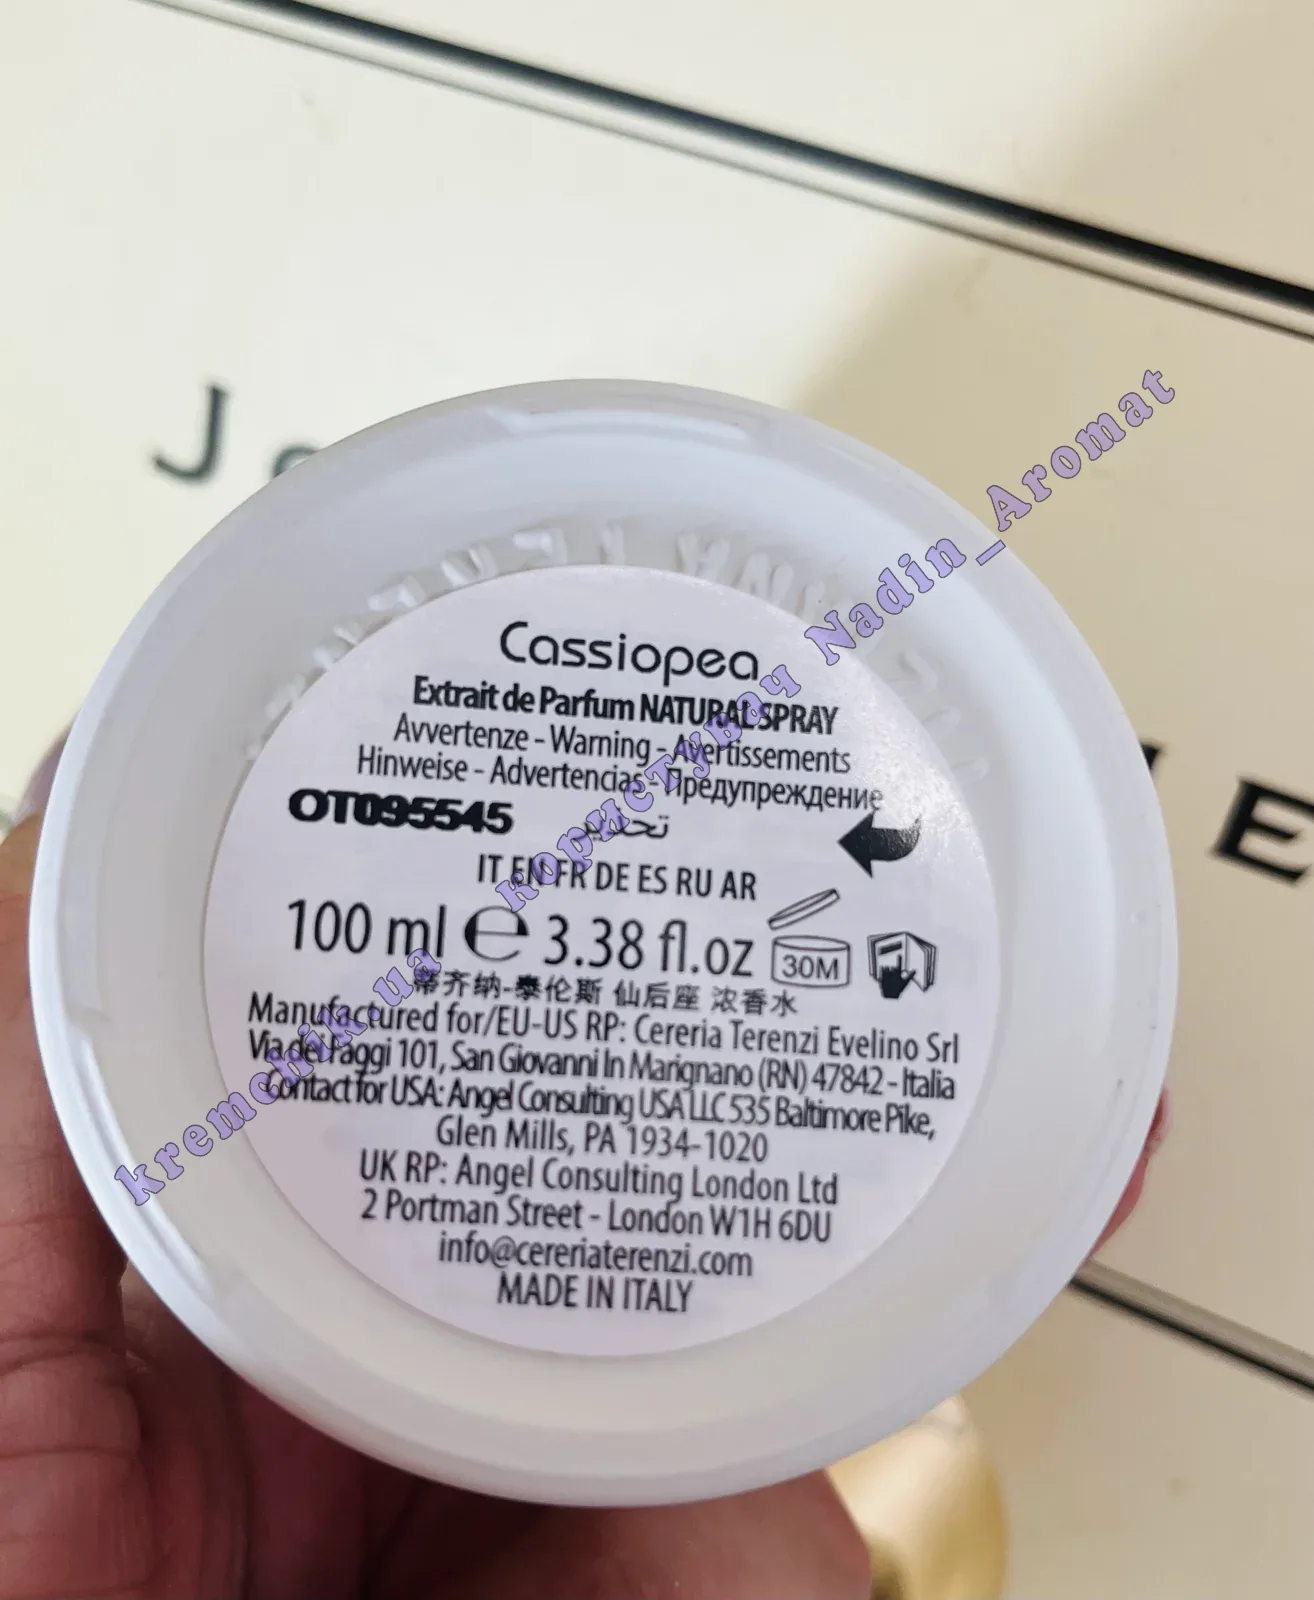 J
E
Cassiopea
Extrait de Parfum NATURAL SPRAY
Avvertenze - Warning - Avertissements
Hinweise - Advertencias - Предупреждение
OT095545 تحذير
IT EN FR DE ES RU AR
100 ml e 3.38 fl.oz 30M
蒂齐纳-泰伦斯 仙后座 浓香水
Manufactured for/EU-US RP: Cereria Terenzi Evelino Srl
Via dei Faggi 101, San Giovanni In Marignano (RN) 47842 - Italia
Contact for USA: Angel Consulting USA LLC 535 Baltimore Pike,
Glen Mills, PA 1934-1020
UK RP: Angel Consulting London Ltd
2 Portman Street - London W1H 6DU
info@cereriaterenzi.com
MADE IN ITALY
kremchik.ua користувач Nadin_Aromat